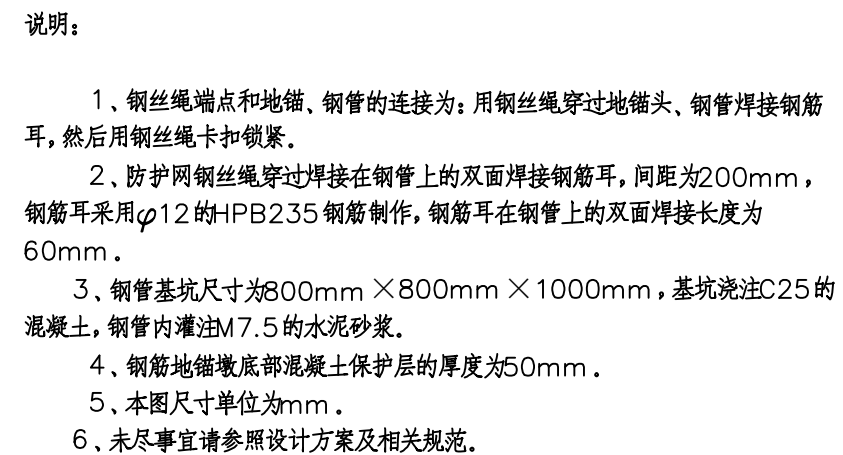 说明:
1、钢丝绳端点和地锚、钢管的连接为:用钢丝绳穿过地锚头、钢管焊接钢筋
耳,然后用钢丝绳卡扣锁紧.
2、防护网钢丝绳穿过焊接在钢管上的双面焊接钢筋耳,间距为200mm,
钢筋耳采用φ12的HPB235钢筋制作,钢筋耳在钢管上的双面焊接长度为
60mm.
3、钢管基坑尺寸为800mm×800mm×1000mm,基坑浇注C25的
混凝土,钢管内灌注M7.5的水泥砂浆.
4、钢筋地锚墩底部混凝土保护层的厚度为50mm.
5、本图尺寸单位为mm.
6、未尽事宜请参照设计方案及相关规范.